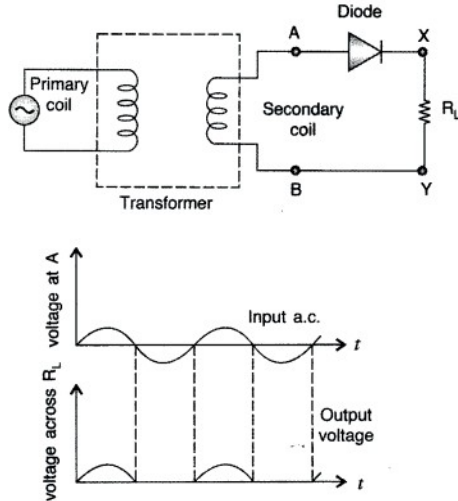 Diode
A
X
Primary
coil
Secondary
coil
R_L
B
Y
Transformer
voltage at A
Input a.c.
t
voltage across R_L
Output
voltage
t